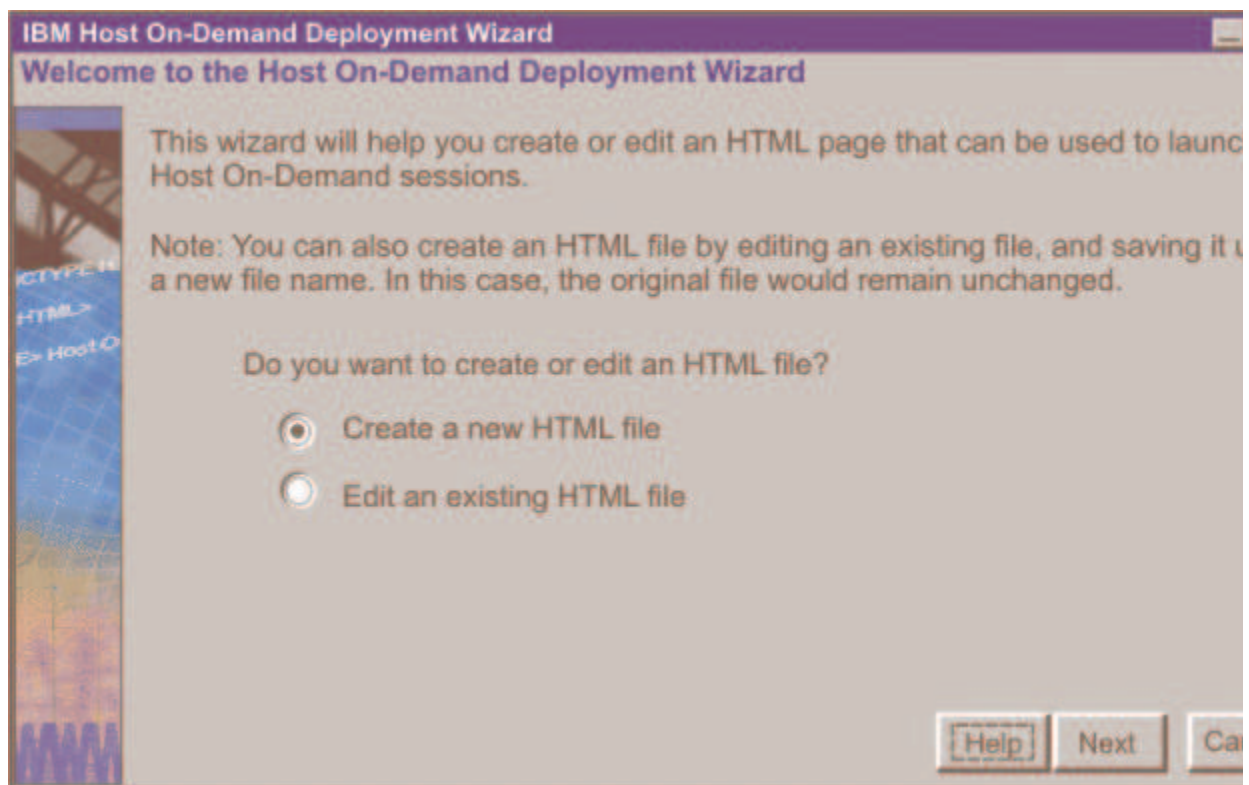 IBM Host On-Demand Deployment Wizard
Welcome to the Host On-Demand Deployment Wizard
This wizard will help you create or edit an HTML page that can be used to launc
Host On-Demand sessions.
Note: You can also create an HTML file by editing an existing file, and saving it u
a new file name. In this case, the original file would remain unchanged.
CTYPE H
HTML>
E> Host O
Do you want to create or edit an HTML file?
Create a new HTML file
Edit an existing HTML file
Help Next Can